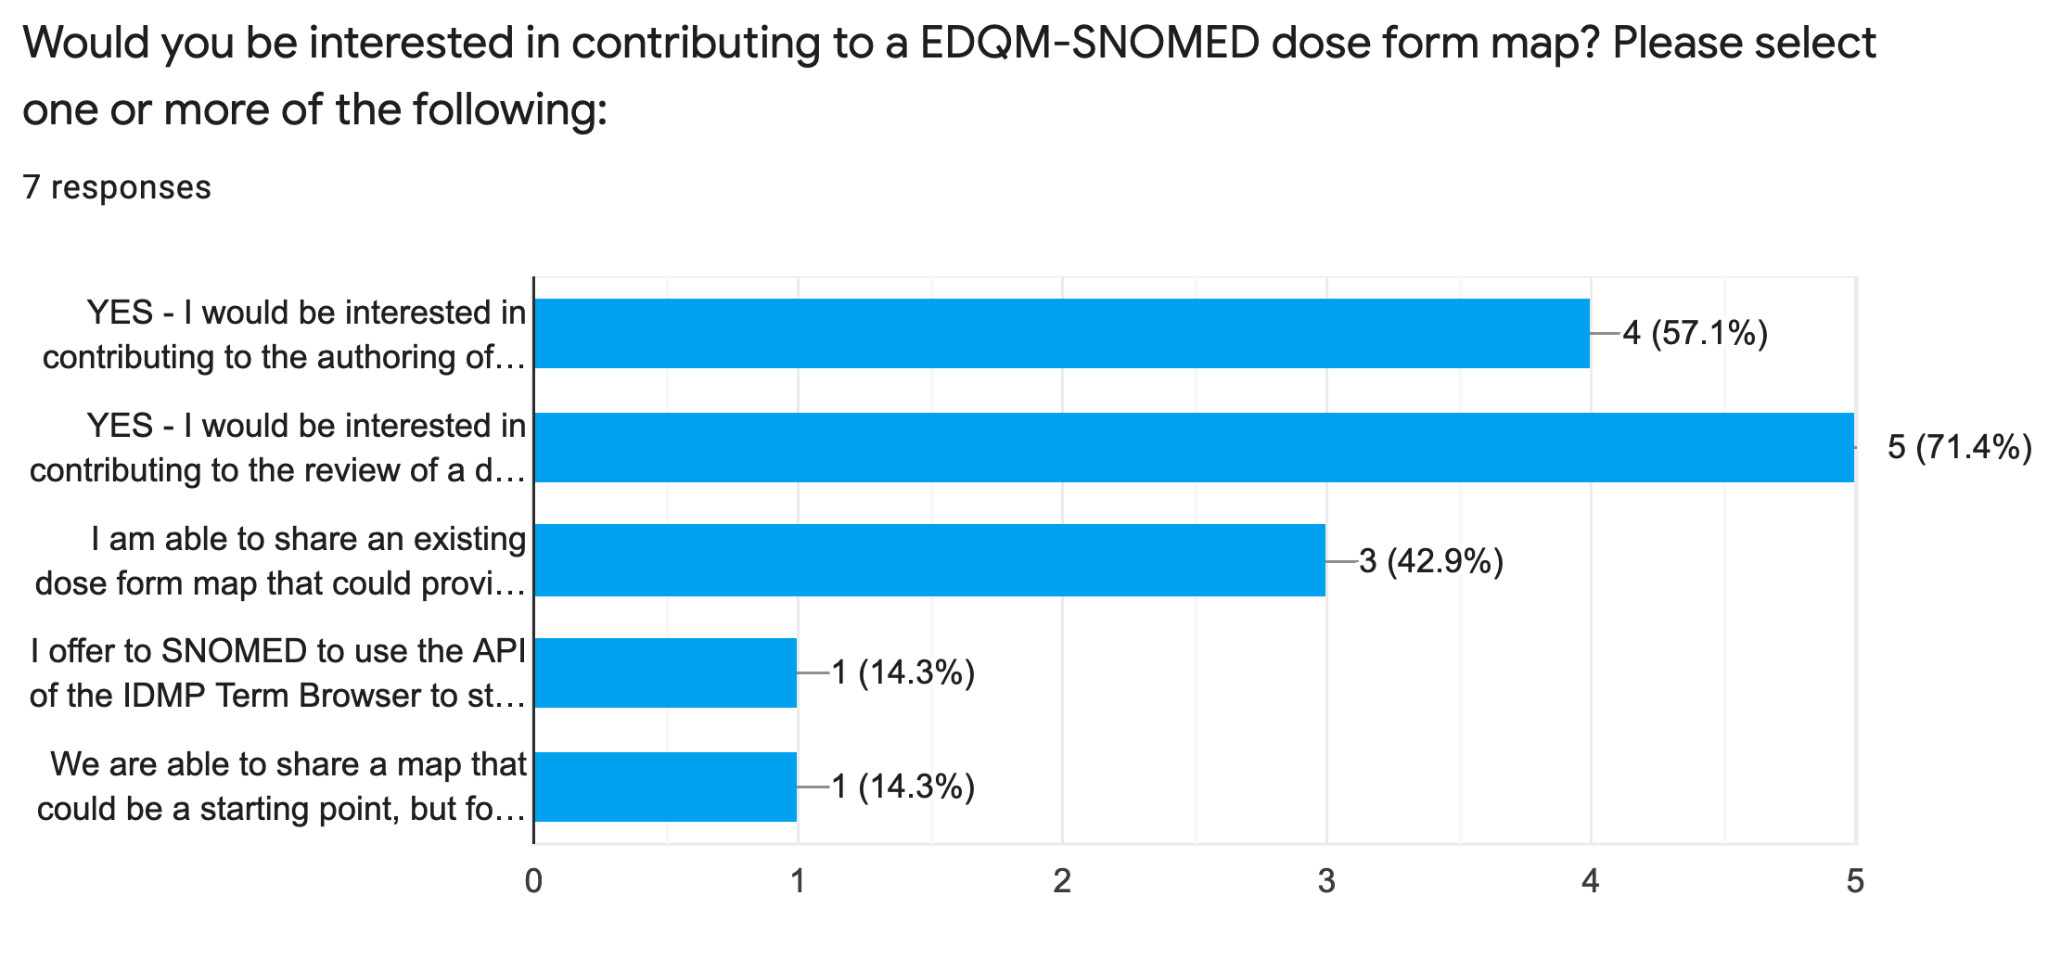 Would you be interested in contributing to a EDQM-SNOMED dose form map? Please select
one or more of the following:
7 responses
YES - I would be interested in
contributing to the authoring of…
4 (57.1%)
YES - I would be interested in
contributing to the review of a d…
5 (71.4%)
I am able to share an existing
dose form map that could provi…
3 (42.9%)
I offer to SNOMED to use the API
of the IDMP Term Browser to st…
1 (14.3%)
We are able to share a map that
could be a starting point, but fo…
1 (14.3%)
0 1 2 3 4 5